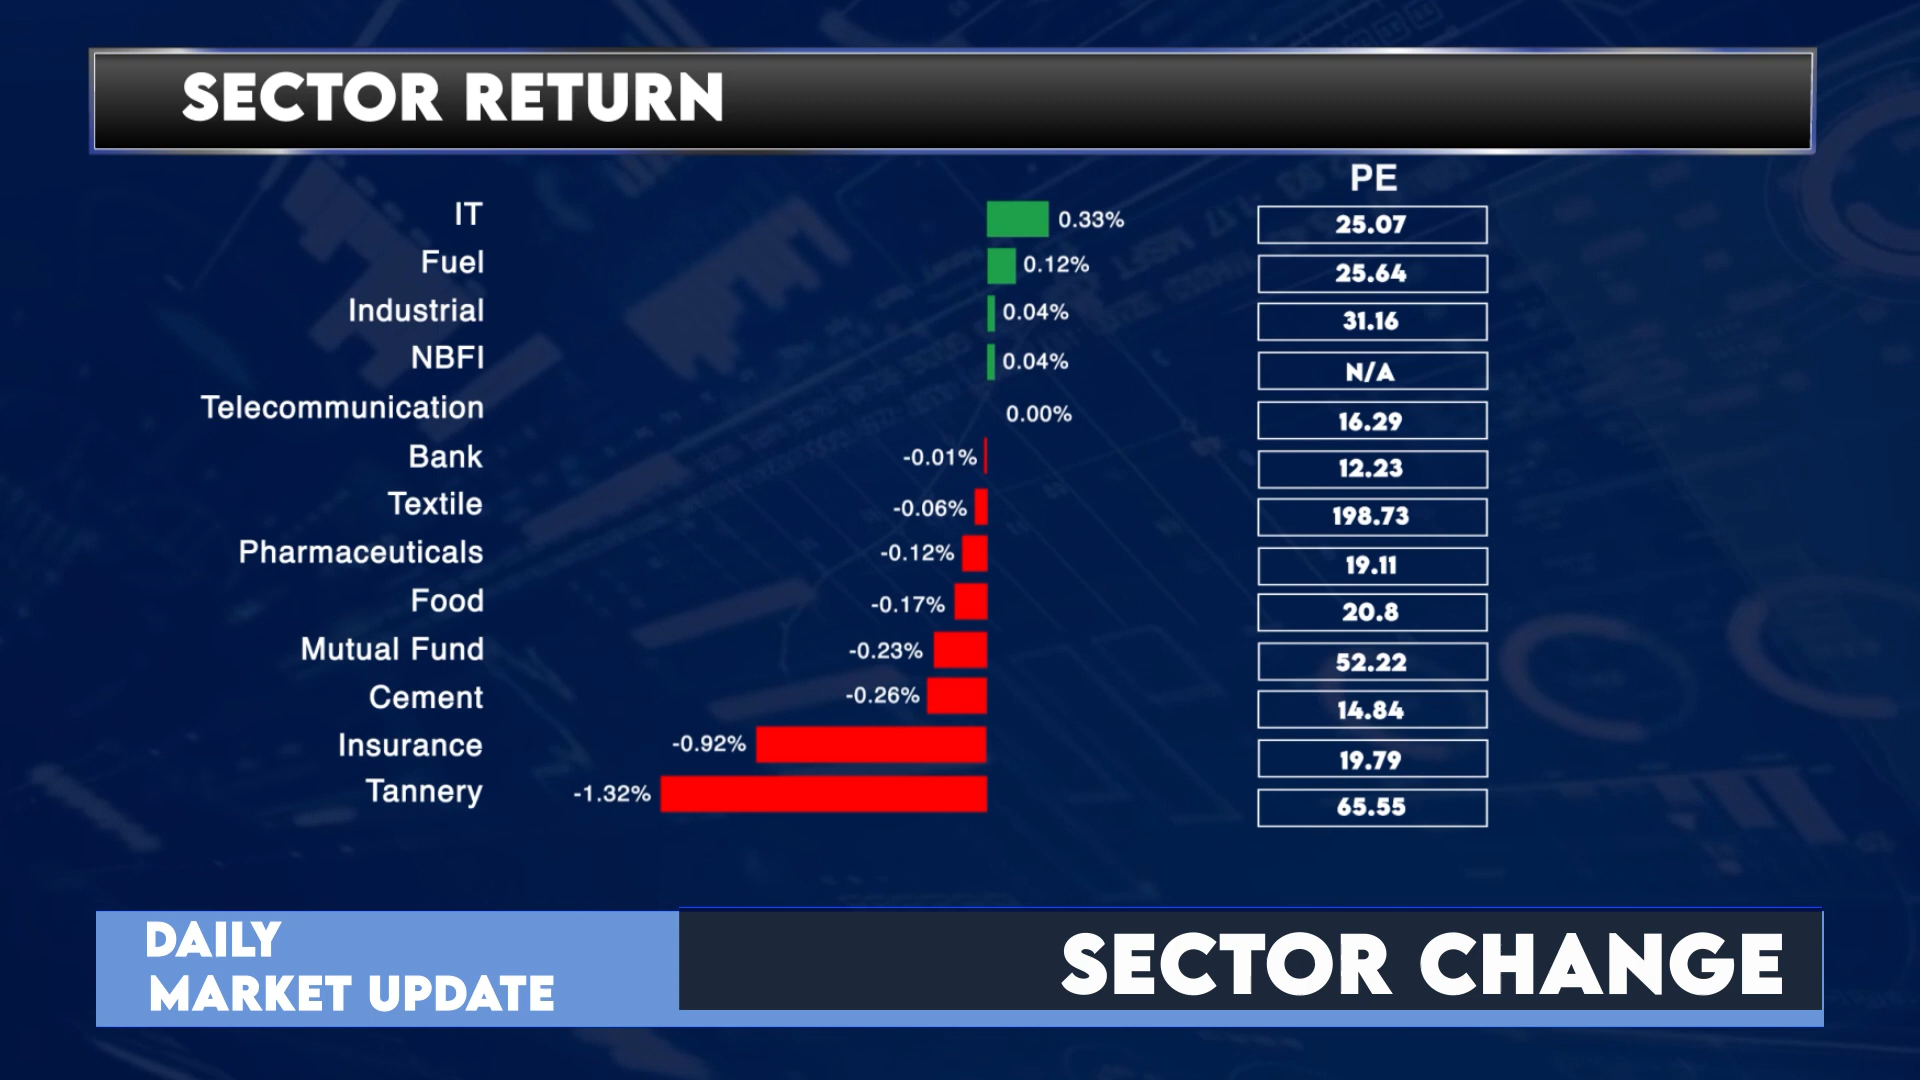 SECTOR RETURN
PE
IT 0.33% 25.07
Fuel 0.12% 25.64
Industrial 0.04% 31.16
NBFI 0.04% N/A
Telecommunication 0.00% 16.29
Bank -0.01% 12.23
Textile -0.06% 198.73
Pharmaceuticals -0.12% 19.11
Food -0.17% 20.8
Mutual Fund -0.23% 52.22
Cement -0.26% 14.84
Insurance -0.92% 19.79
Tannery -1.32% 65.55
DAILY
MARKET UPDATE
SECTOR CHANGE